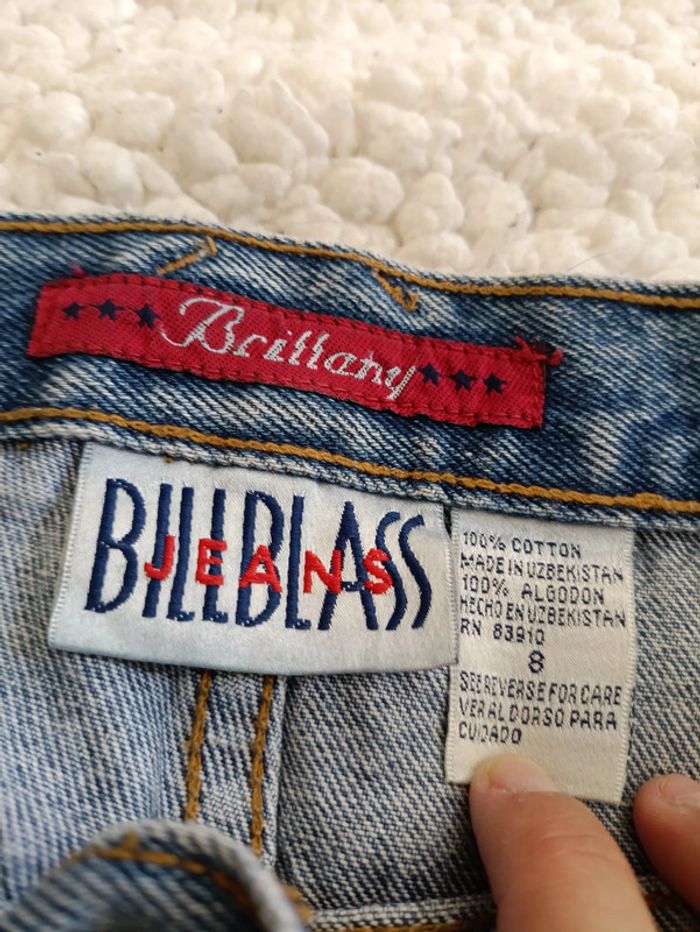 Brittany
BILLBLASS
JEANS
100% COTTON
MADE IN UZBEKISTAN
100% ALGODON
HECHO EN UZBEKISTAN
RN 83910
8
SEE REVERSE FOR CARE
VER AL DORSO PARA
CUIDADO